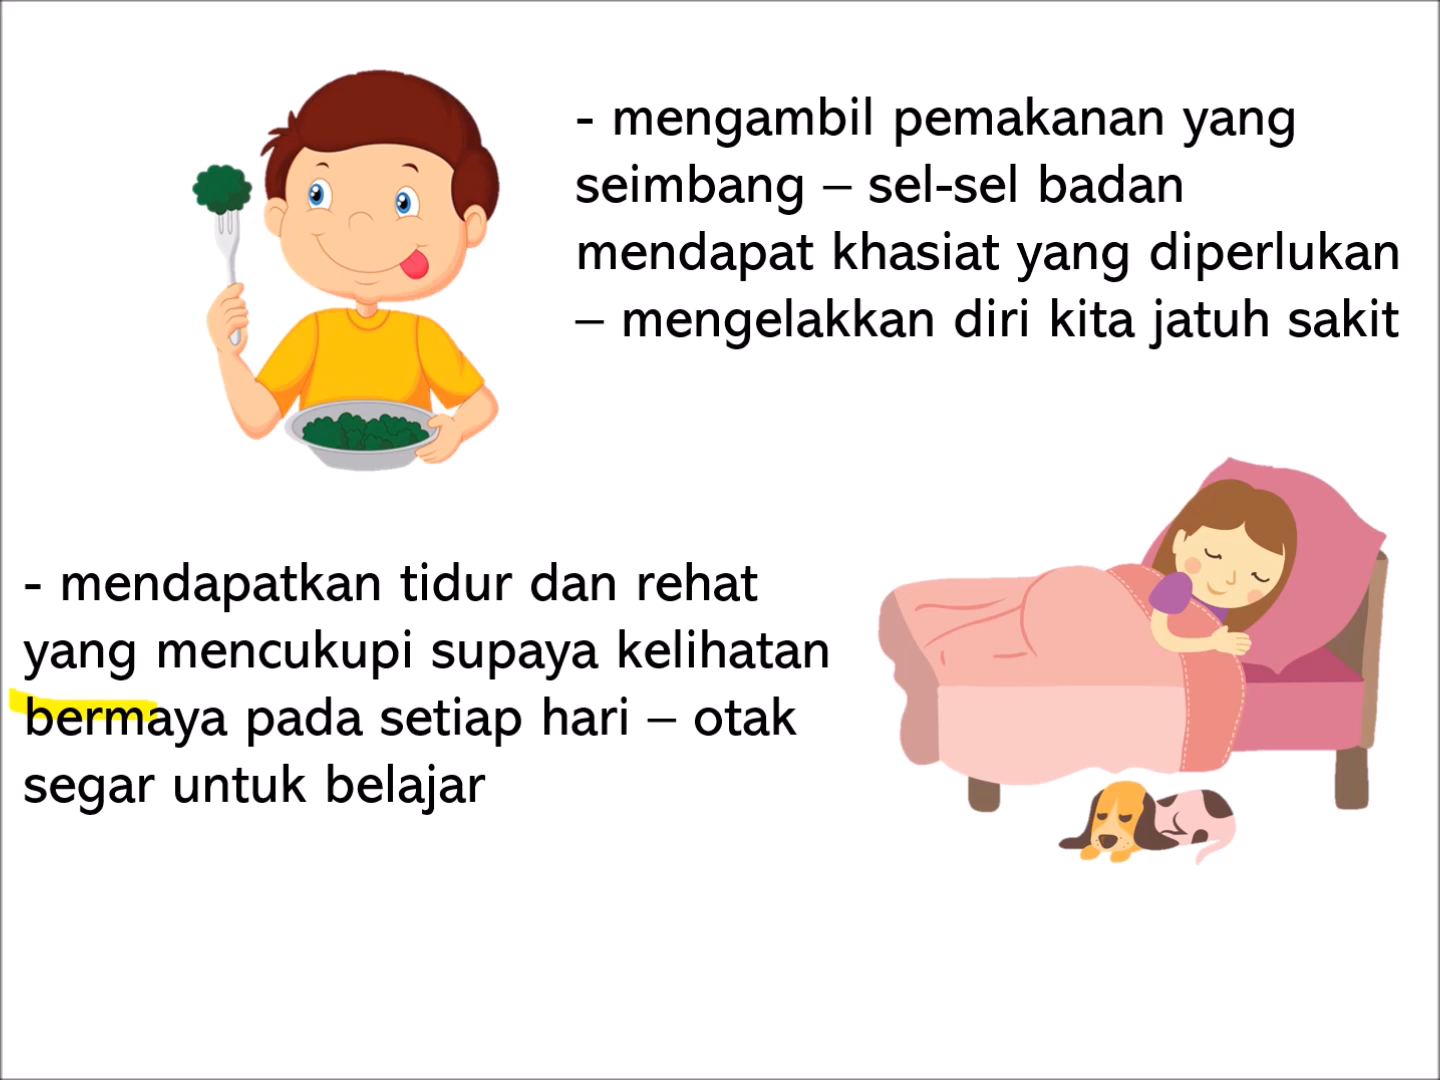 - mengambil pemakanan yang
seimbang – sel-sel badan
mendapat khasiat yang diperlukan
– mengelakkan diri kita jatuh sakit
- mendapatkan tidur dan rehat
yang mencukupi supaya kelihatan
bermaya pada setiap hari – otak
segar untuk belajar